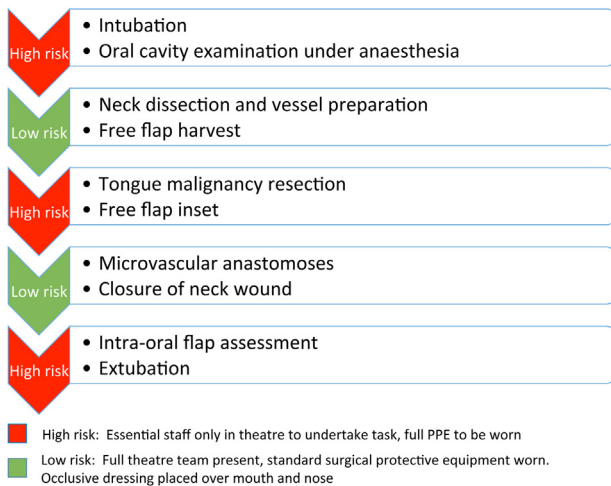 High risk
• Intubation
• Oral cavity examination under anaesthesia
Low risk
• Neck dissection and vessel preparation
• Free flap harvest
High risk
• Tongue malignancy resection
• Free flap inset
Low risk
• Microvascular anastomoses
• Closure of neck wound
High risk
• Intra-oral flap assessment
• Extubation
High risk: Essential staff only in theatre to undertake task, full PPE to be worn
Low risk: Full theatre team present, standard surgical protective equipment worn.
Occlusive dressing placed over mouth and nose